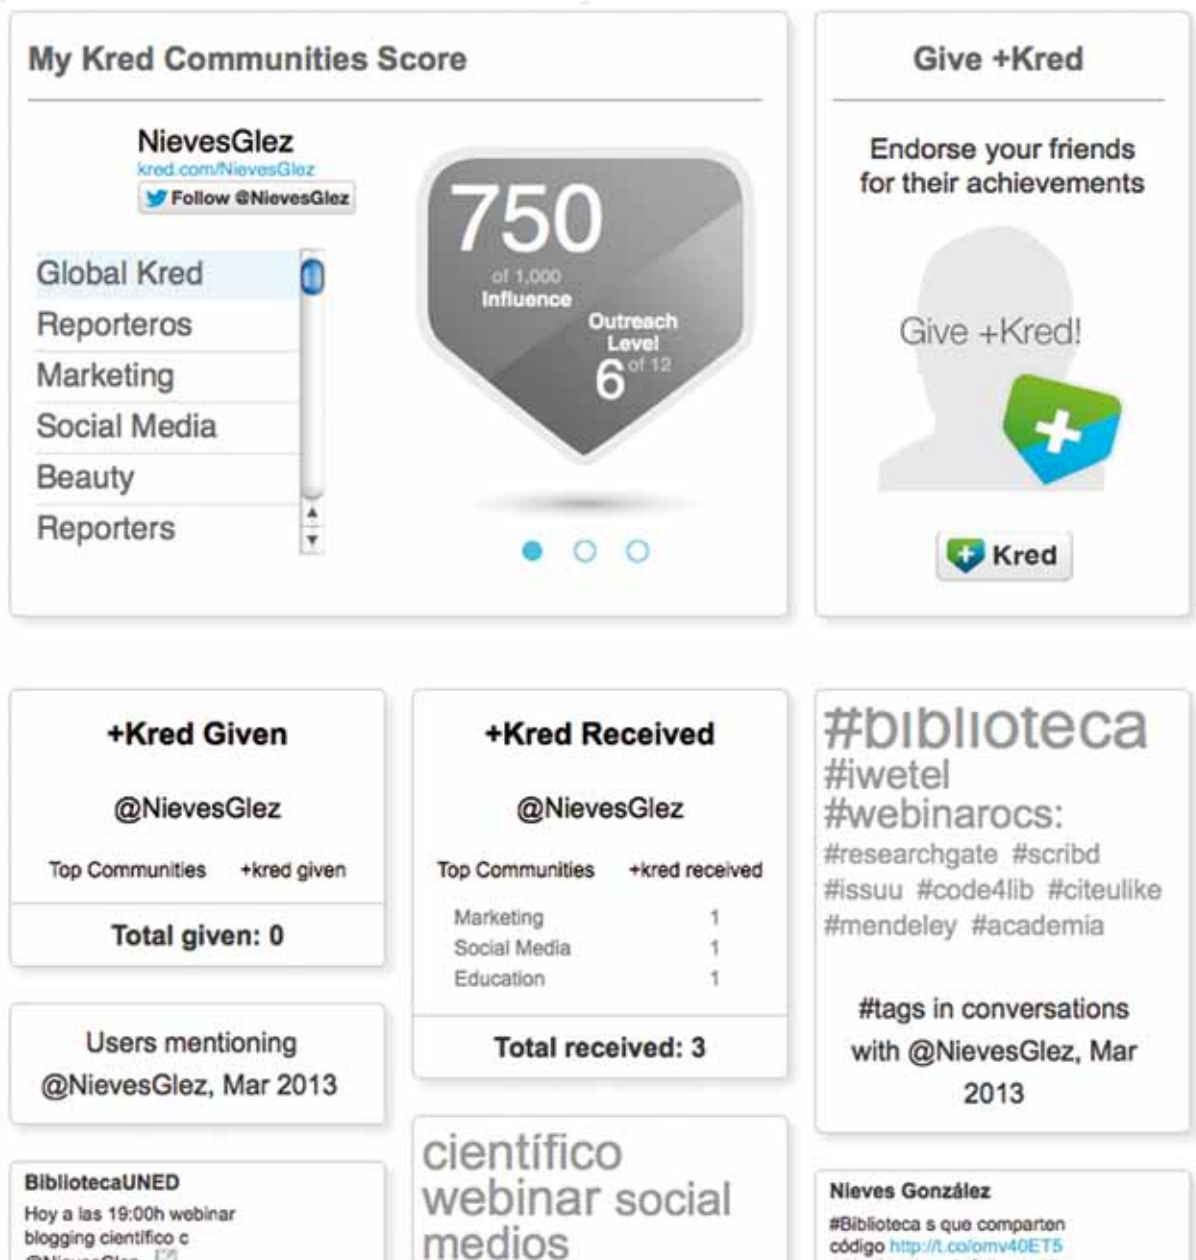 My Kred Communities Score
NievesGlez
kred.com/NievesGlez
Follow @NievesGlez
Global Kred
Reporteros
Marketing
Social Media
Beauty
Reporters
750
of 1,000
Influence
Outreach
Level
6 of 12
Give +Kred
Endorse your friends
for their achievements
Give +Kred!
Kred
+Kred Given
@NievesGlez
Top Communities +kred given
Total given: 0
Users mentioning
@NievesGlez, Mar 2013
BibliotecaUNED
Hoy a las 19:00h webinar
blogging científico c
+Kred Received
@NievesGlez
Top Communities +kred received
Marketing 1
Social Media 1
Education 1
Total received: 3
científico
webinar social
medios
#biblioteca
#iwetel
#webinarocs:
#researchgate #scribd
#issuu #code4lib #citeulike
#mendeley #academia
#tags in conversations
with @NievesGlez, Mar
2013
Nieves González
#Biblioteca s que comparten
código http://t.co/omv40ET5